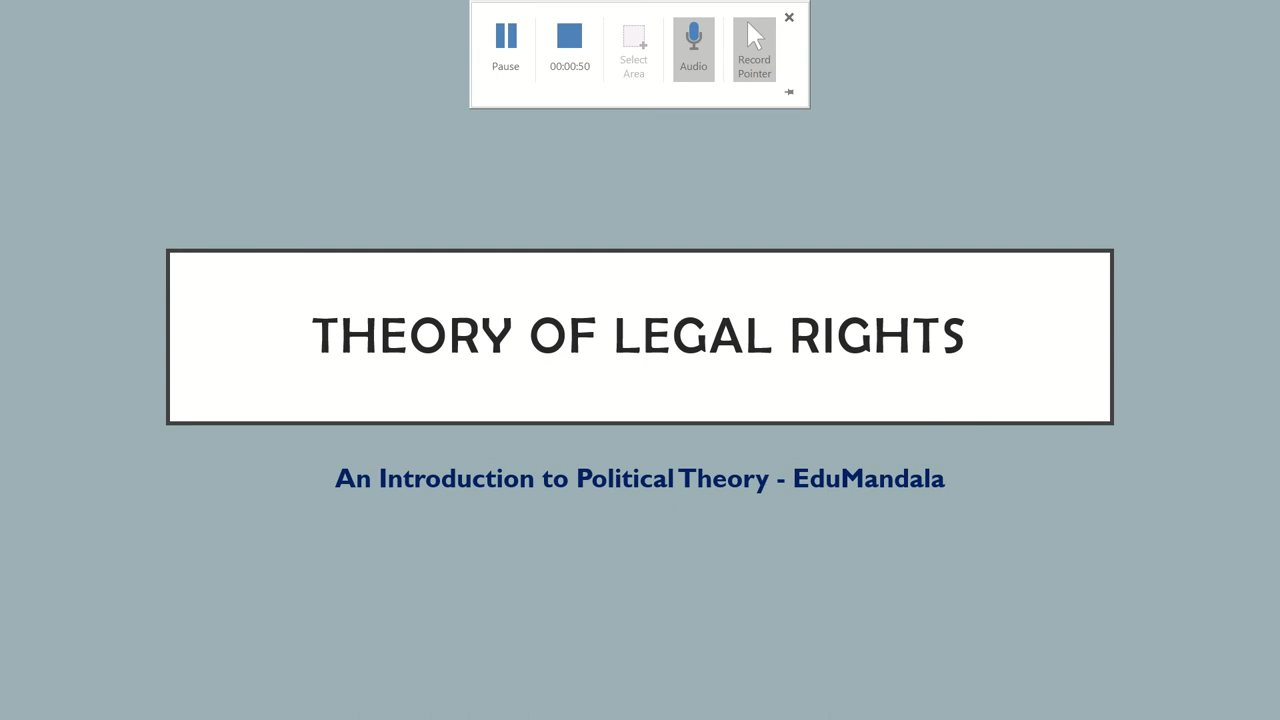 Pause
00:00:50
Select
Area
Audio
Record
Pointer
THEORY OF LEGAL RIGHTS
An Introduction to Political Theory - EduMandala